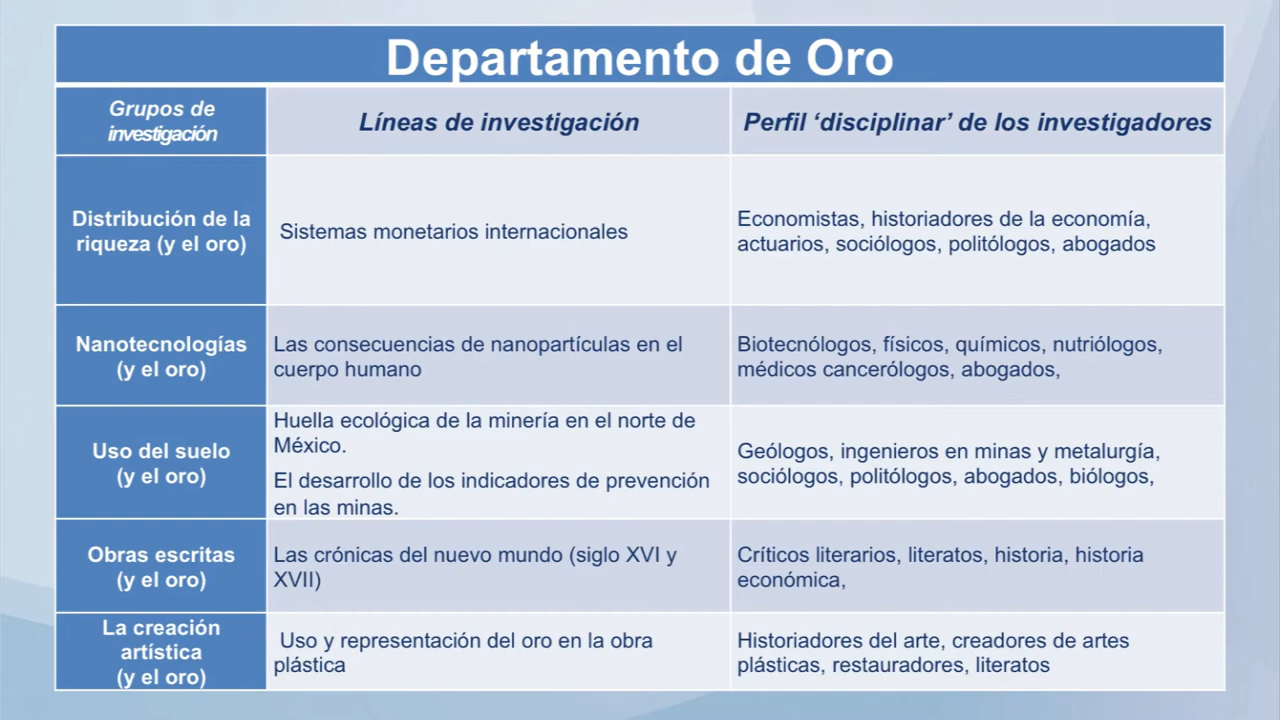 Departamento de Oro
Grupos de
investigación
Líneas de investigación
Perfil ‘disciplinar’ de los investigadores
Distribución de la
riqueza (y el oro)
Sistemas monetarios internacionales
Economistas, historiadores de la economía,
actuarios, sociólogos, politólogos, abogados
Nanotecnologías
(y el oro)
Las consecuencias de nanopartículas en el
cuerpo humano
Biotecnólogos, físicos, químicos, nutriólogos,
médicos cancerólogos, abogados,
Uso del suelo
(y el oro)
Huella ecológica de la minería en el norte de
México.
El desarrollo de los indicadores de prevención
en las minas.
Geólogos, ingenieros en minas y metalurgía,
sociólogos, politólogos, abogados, biólogos,
Obras escritas
(y el oro)
Las crónicas del nuevo mundo (siglo XVI y
XVII)
Críticos literarios, literatos, historia, historia
económica,
La creación
artística
(y el oro)
Uso y representación del oro en la obra
plástica
Historiadores del arte, creadores de artes
plásticas, restauradores, literatos